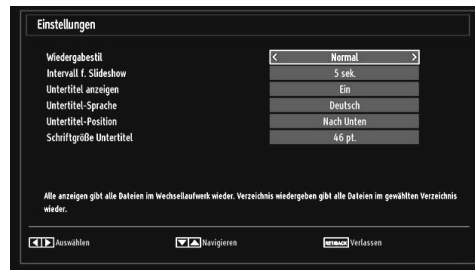 Einstellungen
Wiedergabestil < Normal >
Intervall f. Slideshow 5 sek.
Untertitel anzeigen Ein
Untertitel-Sprache Deutsch
Untertitel-Position Nach Unten
Schriftgröße Untertitel 46 pt.
Alle anzeigen gibt alle Dateien im Wechsellaufwerk wieder. Verzeichnis wiedergeben gibt alle Dateien im gewählten Verzeichnis
wieder.
Auswählen Navigieren RET/BACK Verlassen